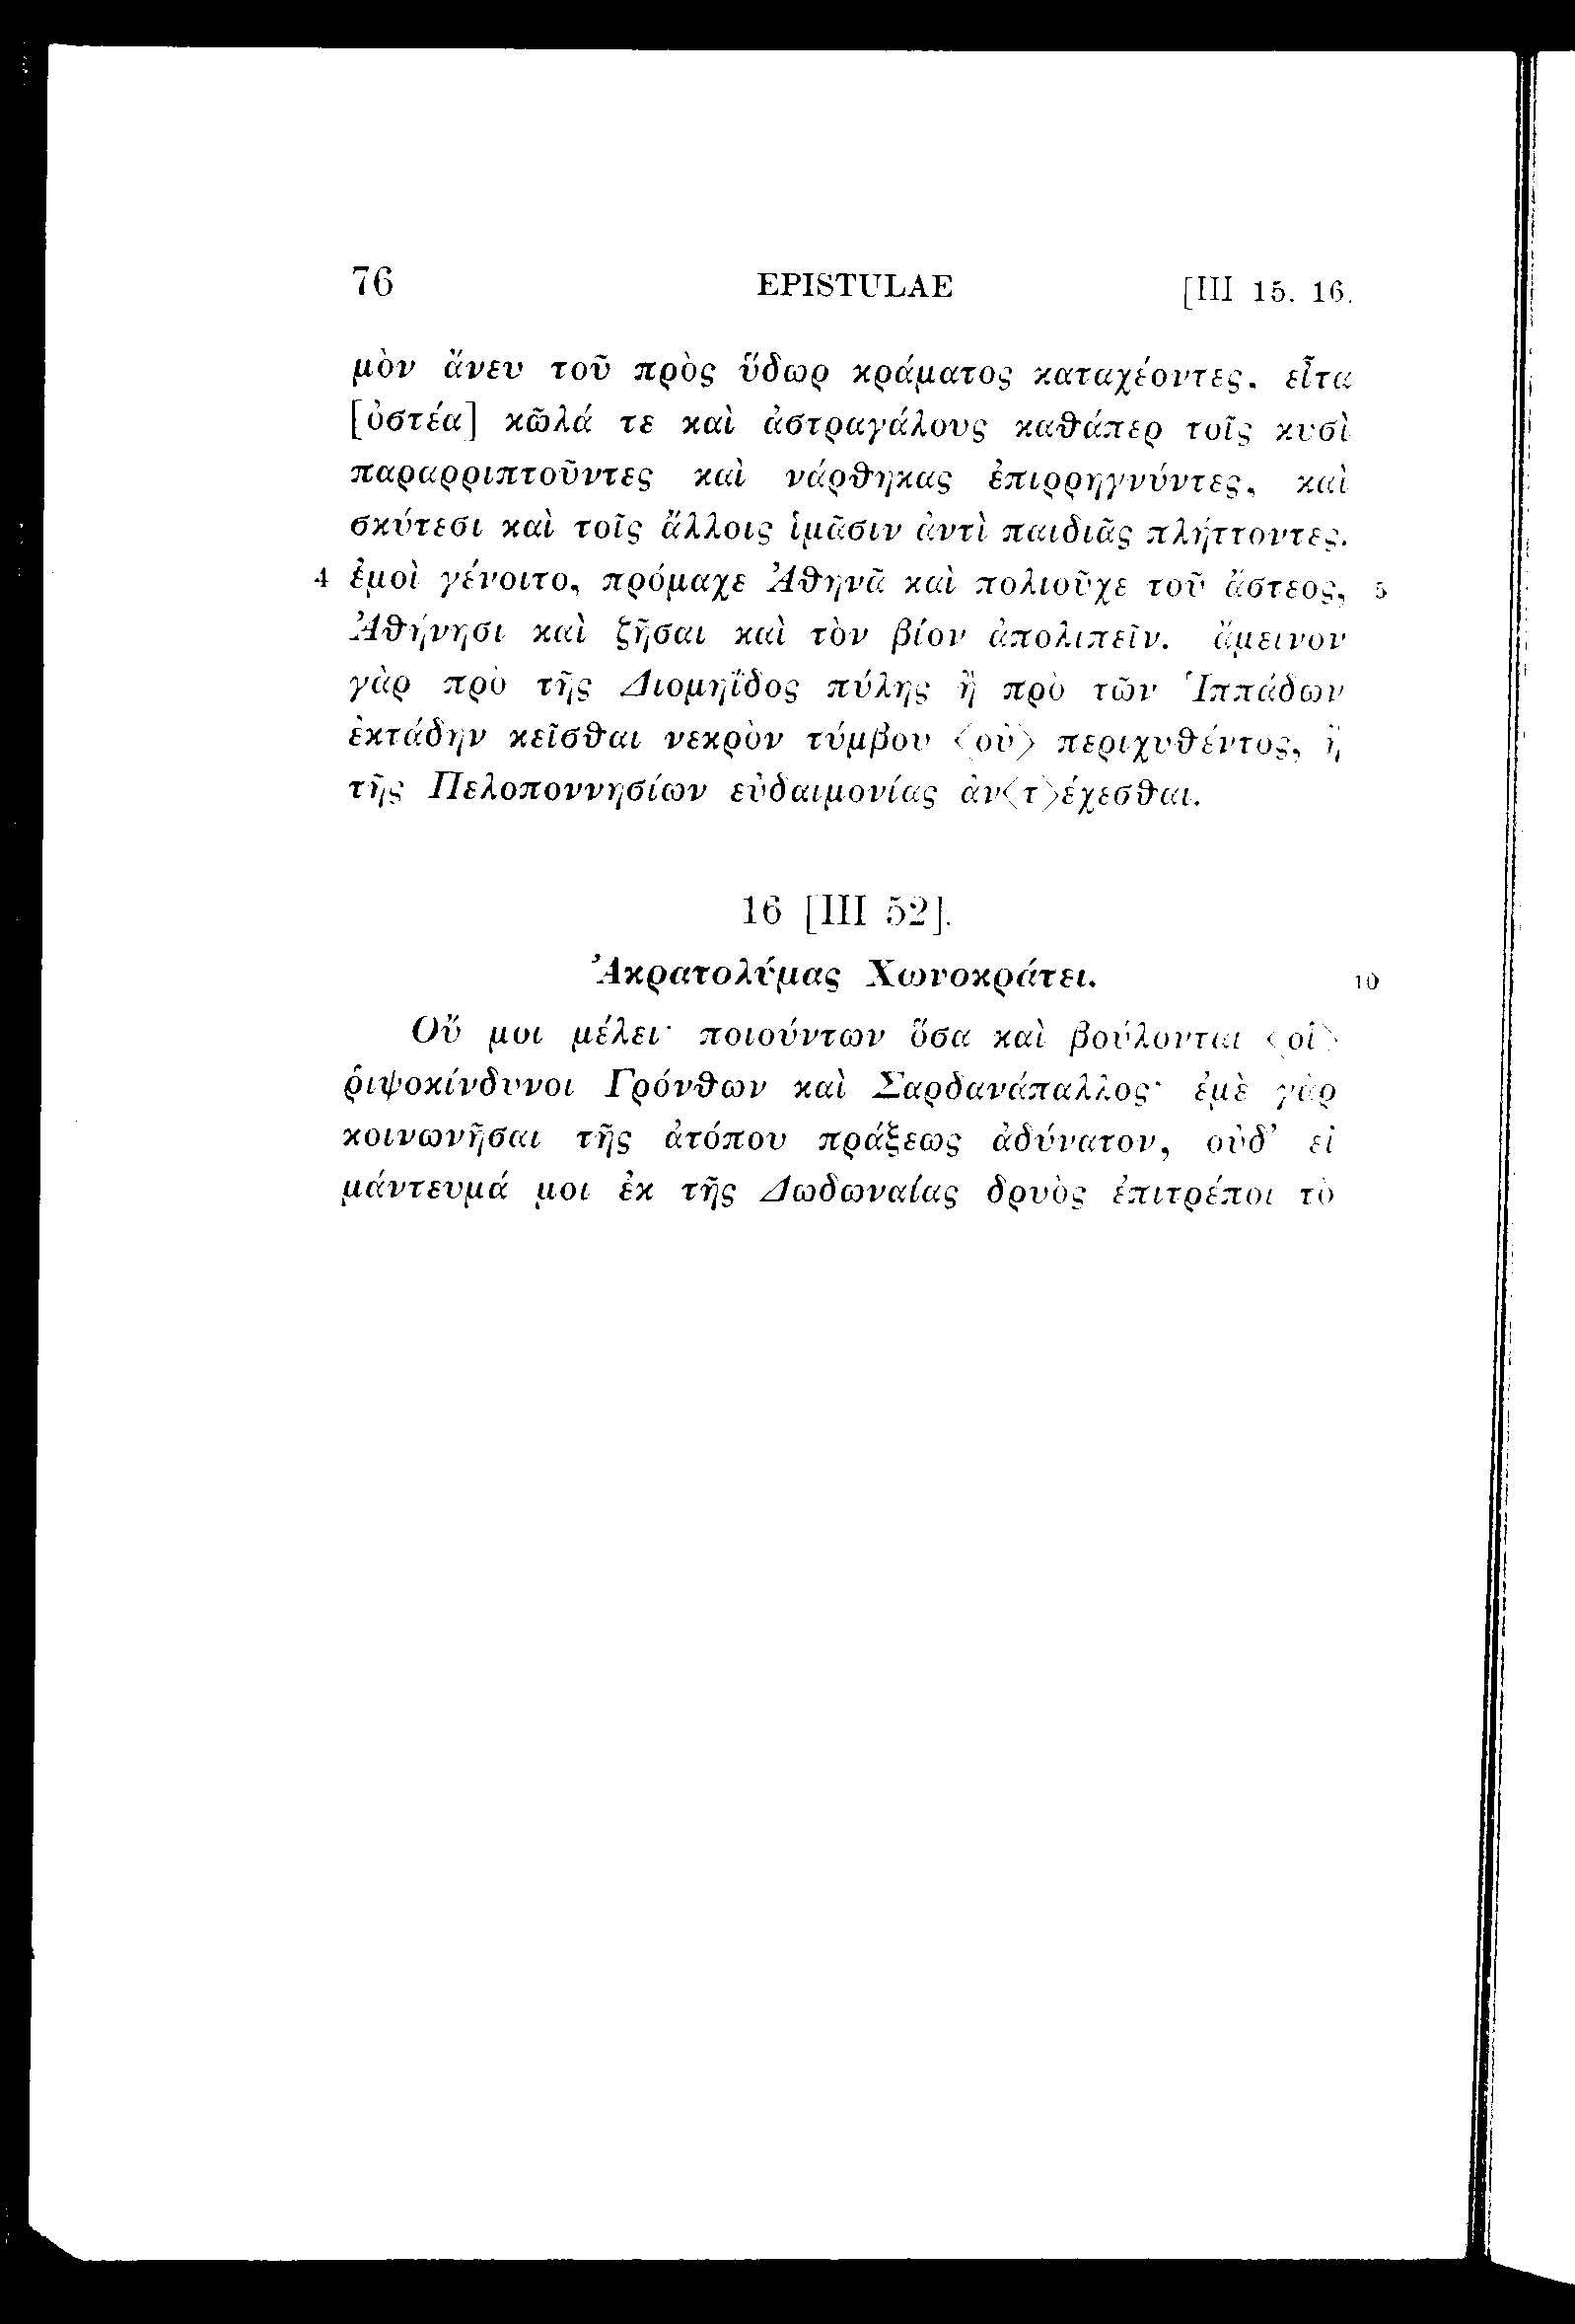 76 EPISTULAE [III 15. 16.
μὸν ἄνευ τοῦ πρὸς ὕδωρ κράματος καταχέοντες. εἶτα
[ὀστέα] κῶλά τε καὶ ἀστραγάλους καθάπερ τοῖς κυσὶ
παραρριπτοῦντες καὶ νάρθηκας ἐπιρρηγνύντες, καὶ
σκύτεσι καὶ τοῖς ἄλλοις ἱμᾶσιν ἀντὶ παιδιᾶς πλήττοντες.
4 ἐμοὶ γένοιτο, πρόμαχε Ἀθηνᾶ καὶ πολιοῦχε τοῦ ἄστεος, 5
Ἀθήνησι καὶ ζῆσαι καὶ τὸν βίον ἀπολιπεῖν. ἄμεινον
γὰρ πρὸ τῆς Διομηΐδος πύλης ἢ πρὸ τῶν Ἱππάδων
ἐκτάδην κεῖσθαι νεκρὸν τύμβου <οὐ> περιχυθέντος, ἢ
τῆς Πελοποννησίων εὐδαιμονίας ἀν<τ>έχεσθαι.
16 [III 52].
Ἀκρατολύμας Χωνοκράτει. 10
Οὔ μοι μέλει· ποιούντων ὅσα καὶ βούλονται <οἱ>
ῥιψοκίνδυνοι Γρόνθων καὶ Σαρδανάπαλλος· ἐμὲ γὰρ
κοινωνῆσαι τῆς ἀτόπου πράξεως ἀδύνατον, οὐδ' εἰ
μάντευμά μοι ἐκ τῆς Δωδωναίας δρυὸς ἐπιτρέποι τὸ